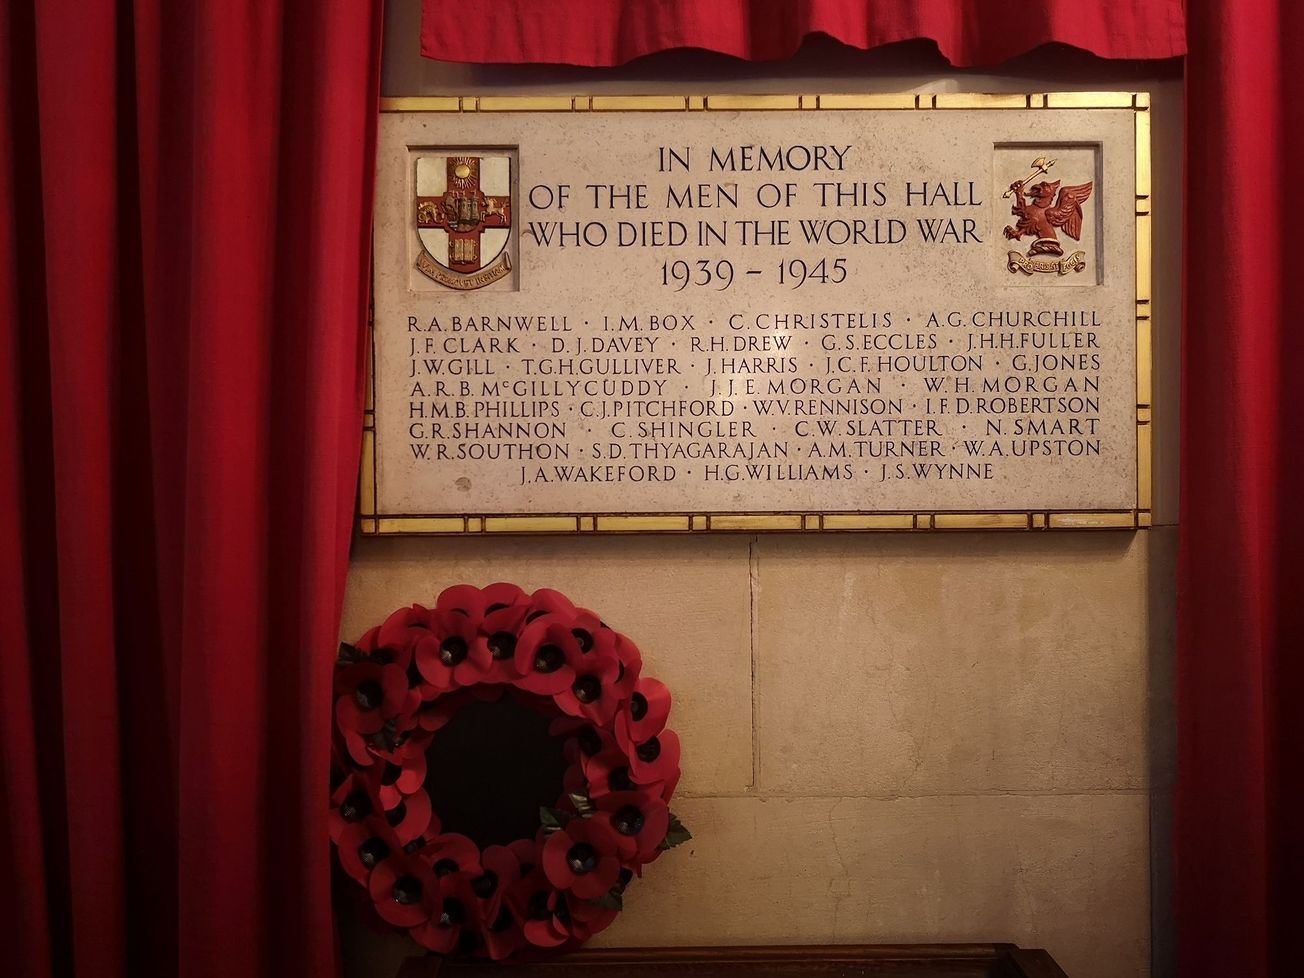 IN MEMORY
OF THE MEN OF THIS HALL
WHO DIED IN THE WORLD WAR
1939 – 1945
R.A. BARNWELL · I.M. BOX · C. CHRISTELIS · A.G. CHURCHILL
J.F. CLARK · D.J. DAVEY · R.H. DREW · G.S. ECCLES · J.H.H. FULLER
J.W. GILL · T.G.H. GULLIVER · J. HARRIS · J.C.F. HOULTON · G. JONES
A.R.B. McGILLYCUDDY · J.J.E. MORGAN · W.H. MORGAN
H.M.B. PHILLIPS · C.J. PITCHFORD · W.V. RENNISON · I.F.D. ROBERTSON
G.R. SHANNON · C. SHINGLER · C.W. SLATTER · N. SMART
W.R. SOUTHON · S.D. THYAGARAJAN · A.M. TURNER · W.A. UPSTON
J.A. WAKEFORD · H.G. WILLIAMS · J.S. WYNNE